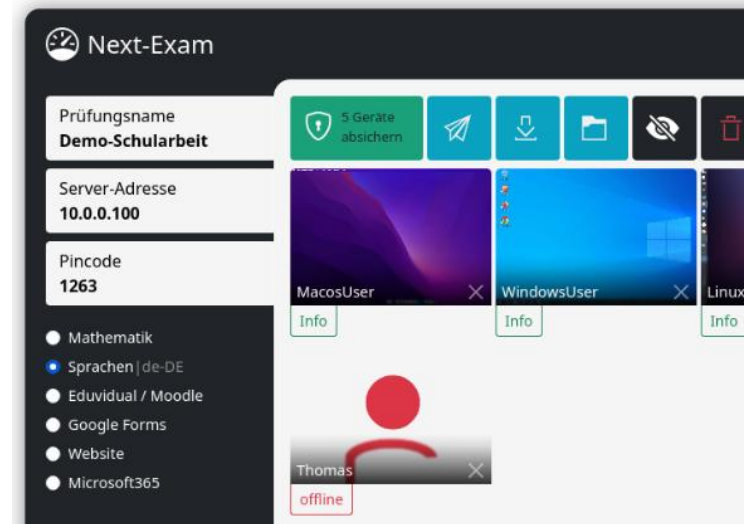 Next-Exam
Prüfungsname
Demo-Schularbeit
Server-Adresse
10.0.0.100
Pincode
1263
Mathematik
Sprachen|de-DE
Eduvidual / Moodle
Google Forms
Website
Microsoft365
5 Geräte
absichern
MacosUser
Info
WindowsUser
Info
Linux
Info
Thomas
offline